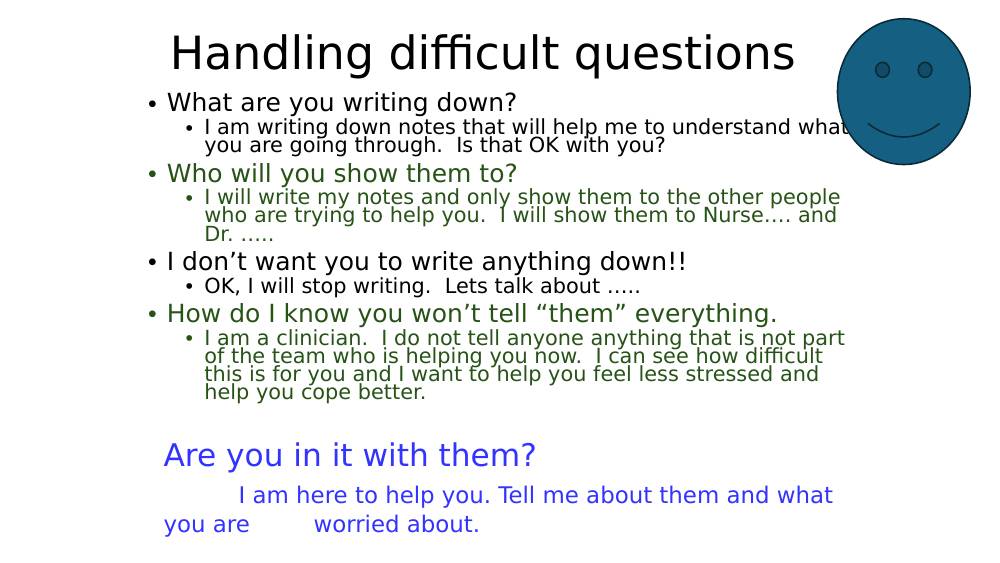 Handling difficult questions
• What are you writing down?
• I am writing down notes that will help me to understand what
you are going through.  Is that OK with you?
• Who will you show them to?
• I will write my notes and only show them to the other people
who are trying to help you.  I will show them to Nurse…. and
Dr. …..
• I don’t want you to write anything down!!
• OK, I will stop writing.  Lets talk about …..
• How do I know you won’t tell “them” everything.
• I am a clinician.  I do not tell anyone anything that is not part
of the team who is helping you now.  I can see how difficult
this is for you and I want to help you feel less stressed and
help you cope better.
Are you in it with them?
I am here to help you. Tell me about them and what
you are worried about.